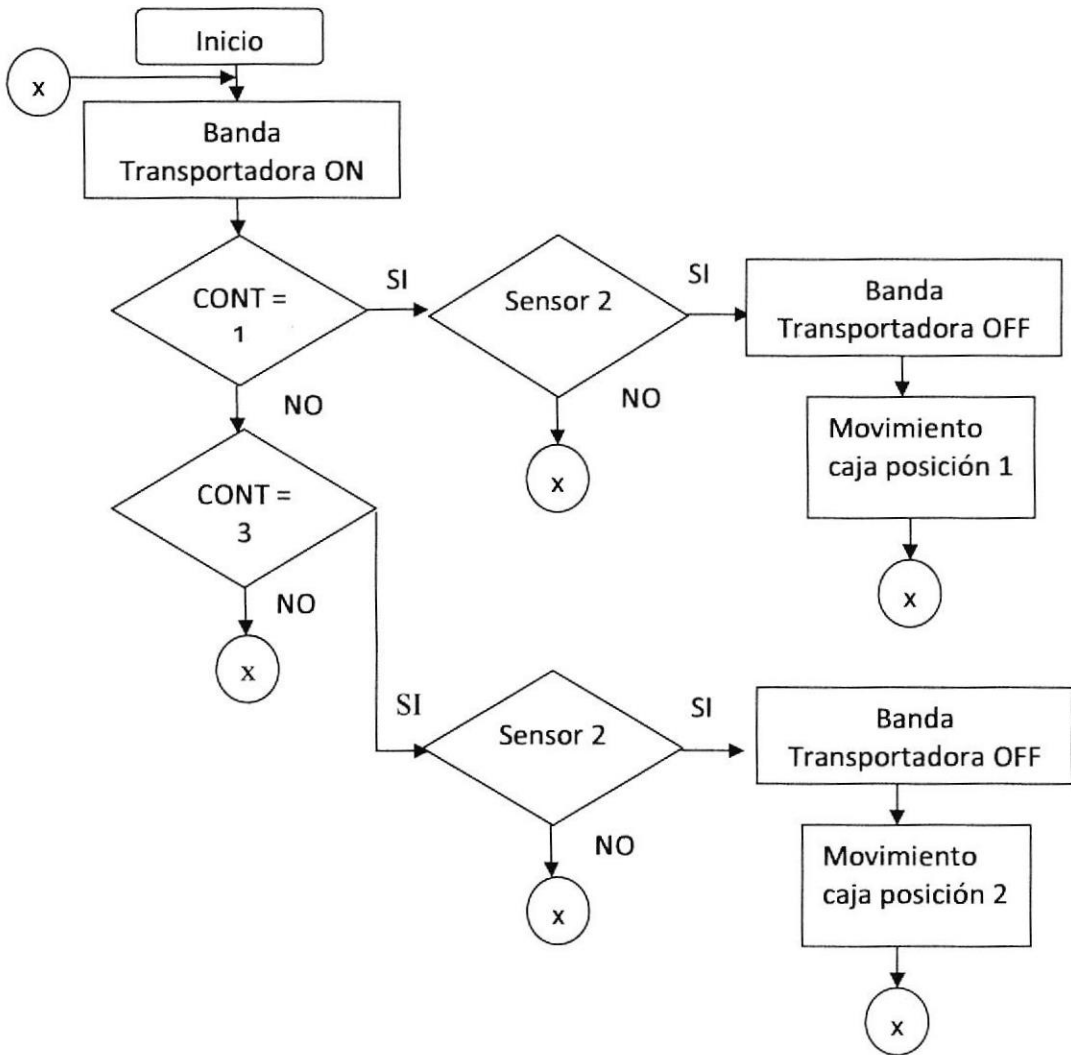 Inicio
x
Banda
Transportadora ON
CONT =
1
SI
Sensor 2
SI
Banda
Transportadora OFF
NO
NO
Movimiento
caja posición 1
x
x
CONT =
3
NO
x
SI
Sensor 2
SI
Banda
Transportadora OFF
NO
Movimiento
caja posición 2
x
x